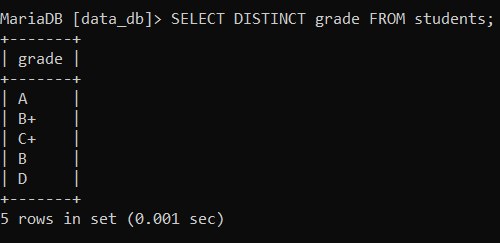 MariaDB [data_db]> SELECT DISTINCT grade FROM students;
+-------+
| grade |
+-------+
| A     |
| B+    |
| C+    |
| B     |
| D     |
+-------+
5 rows in set (0.001 sec)